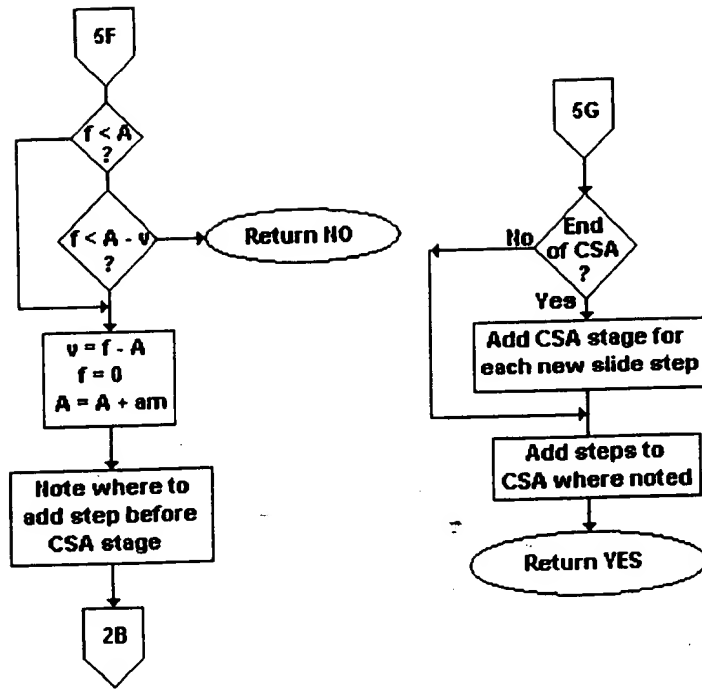 5F
f < A
?
f < A - v
?
Return NO
v = f - A
f = 0
A = A + am
Note where to
add step before
CSA stage
2B
5G
End
of CSA
?
No
Yes
Add CSA stage for
each new slide step
Add steps to
CSA where noted
Return YES